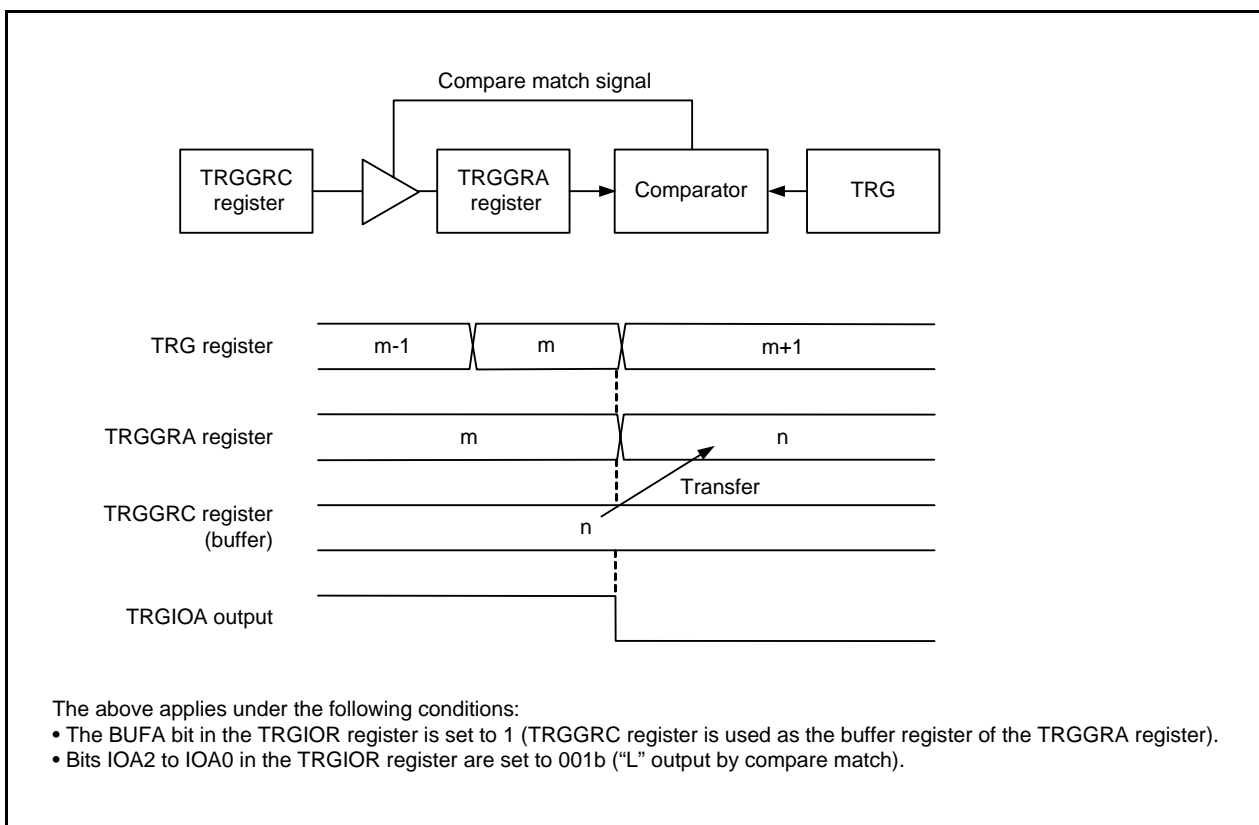 Compare match signal
TRGGRC
register
TRGGRA
register
Comparator
TRG
TRG register
m-1
m
m+1
TRGGRA register
m
n
Transfer
TRGGRC register
(buffer)
n
TRGIOA output
The above applies under the following conditions:
• The BUFA bit in the TRGIOR register is set to 1 (TRGGRC register is used as the buffer register of the TRGGRA register).
• Bits IOA2 to IOA0 in the TRGIOR register are set to 001b (“L” output by compare match).